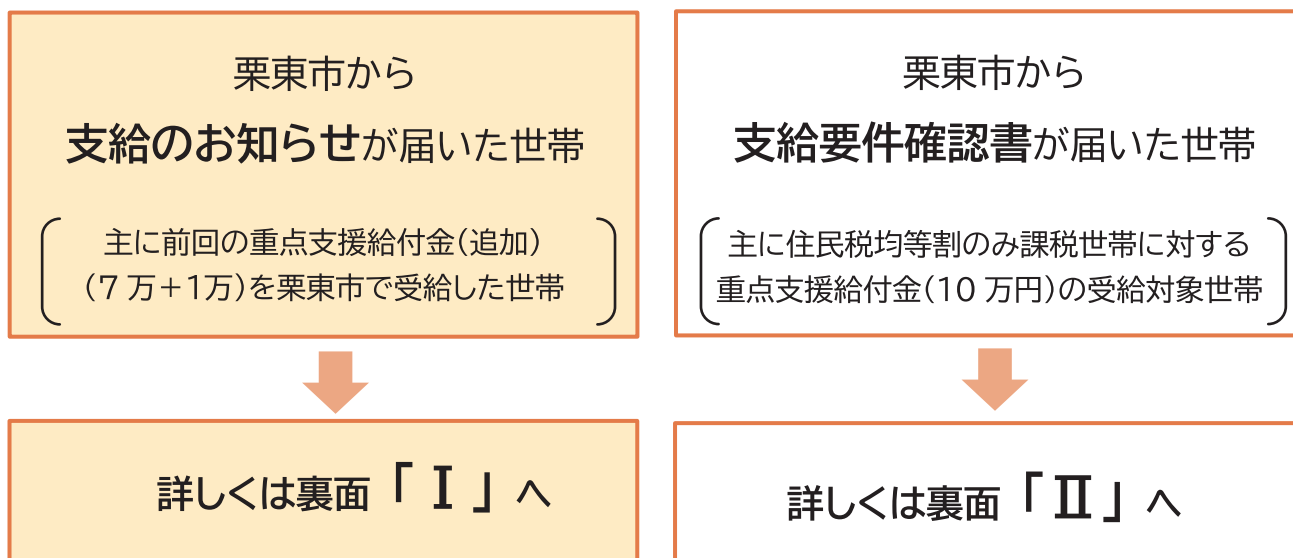 栗東市から
支給のお知らせが届いた世帯
主に前回の重点支援給付金(追加)
(7万+1万)を栗東市で受給した世帯
詳しくは裏面「Ⅰ」へ
栗東市から
支給要件確認書が届いた世帯
主に住民税均等割のみ課税世帯に対する
重点支援給付金(10万円)の受給対象世帯
詳しくは裏面「Ⅱ」へ